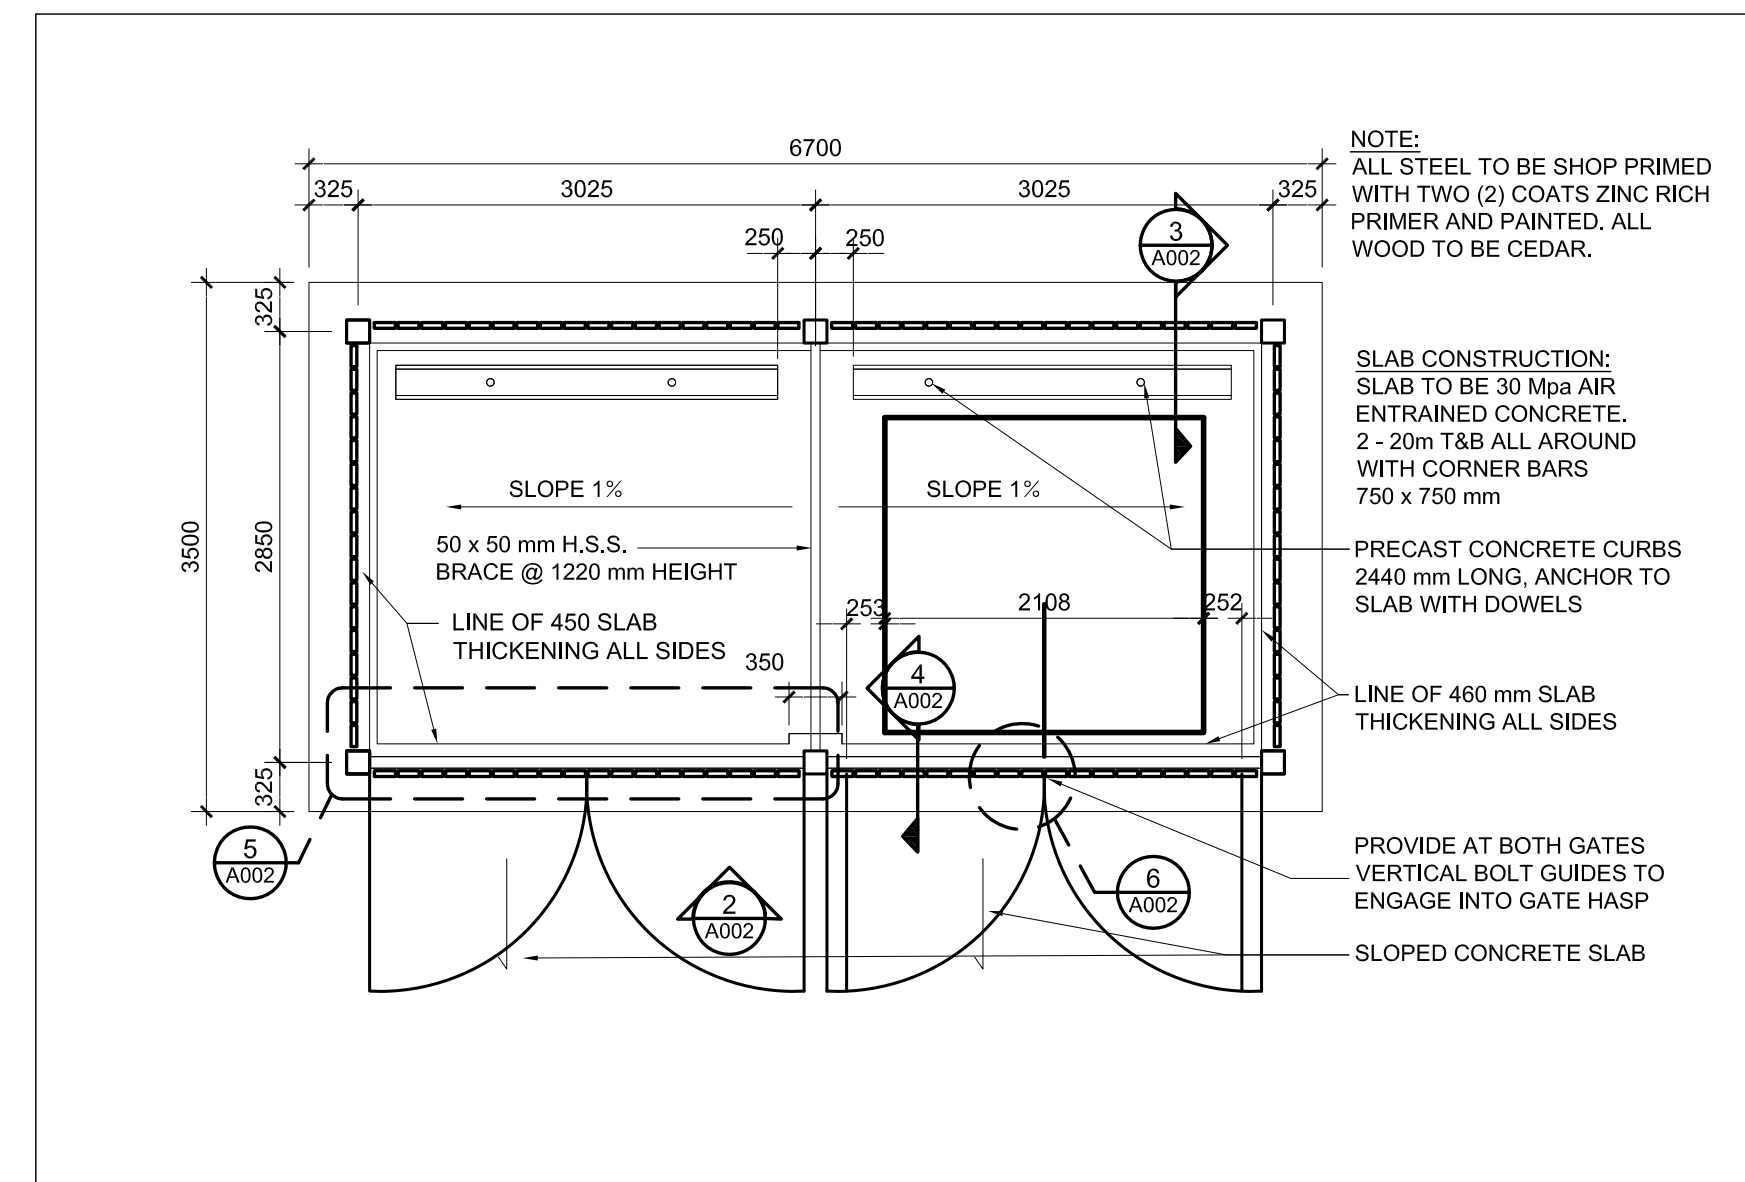 6700
325
3025
3025
325
250
250
3
A002
NOTE:
ALL STEEL TO BE SHOP PRIMED
WITH TWO (2) COATS ZINC RICH
PRIMER AND PAINTED. ALL
WOOD TO BE CEDAR.
325
2850
325
3500
SLAB CONSTRUCTION:
SLAB TO BE 30 Mpa AIR
ENTRAINED CONCRETE.
2 - 20m T&B ALL AROUND
WITH CORNER BARS
750 x 750 mm
SLOPE 1%
SLOPE 1%
50 x 50 mm H.S.S.
BRACE @ 1220 mm HEIGHT
PRECAST CONCRETE CURBS
2440 mm LONG, ANCHOR TO
SLAB WITH DOWELS
253
2108
252
LINE OF 450 SLAB
THICKENING ALL SIDES
350
4
A002
LINE OF 460 mm SLAB
THICKENING ALL SIDES
5
A002
2
A002
6
A002
PROVIDE AT BOTH GATES
VERTICAL BOLT GUIDES TO
ENGAGE INTO GATE HASP
SLOPED CONCRETE SLAB